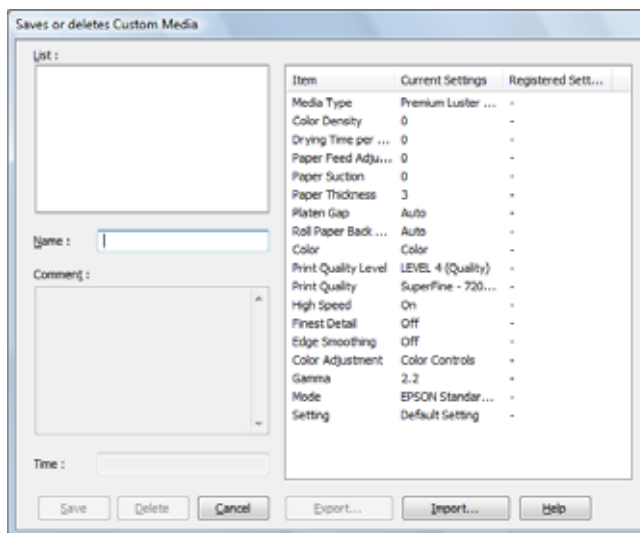 Saves or deletes Custom Media
List :
Name :
Comment :
Time :
Save Delete Cancel
Item Current Settings Registered Sett...
Media Type Premium Luster ... -
Color Density 0 -
Drying Time per ... 0 -
Paper Feed Adju... 0 -
Paper Suction 0 -
Paper Thickness 3 -
Platen Gap Auto -
Roll Paper Back ... Auto -
Color Color -
Print Quality Level LEVEL 4 (Quality) -
Print Quality SuperFine - 720... -
High Speed On -
Finest Detail Off -
Edge Smoothing Off -
Color Adjustment Color Controls -
Gamma 2.2 -
Mode EPSON Standar... -
Setting Default Setting -
Export... Import... Help